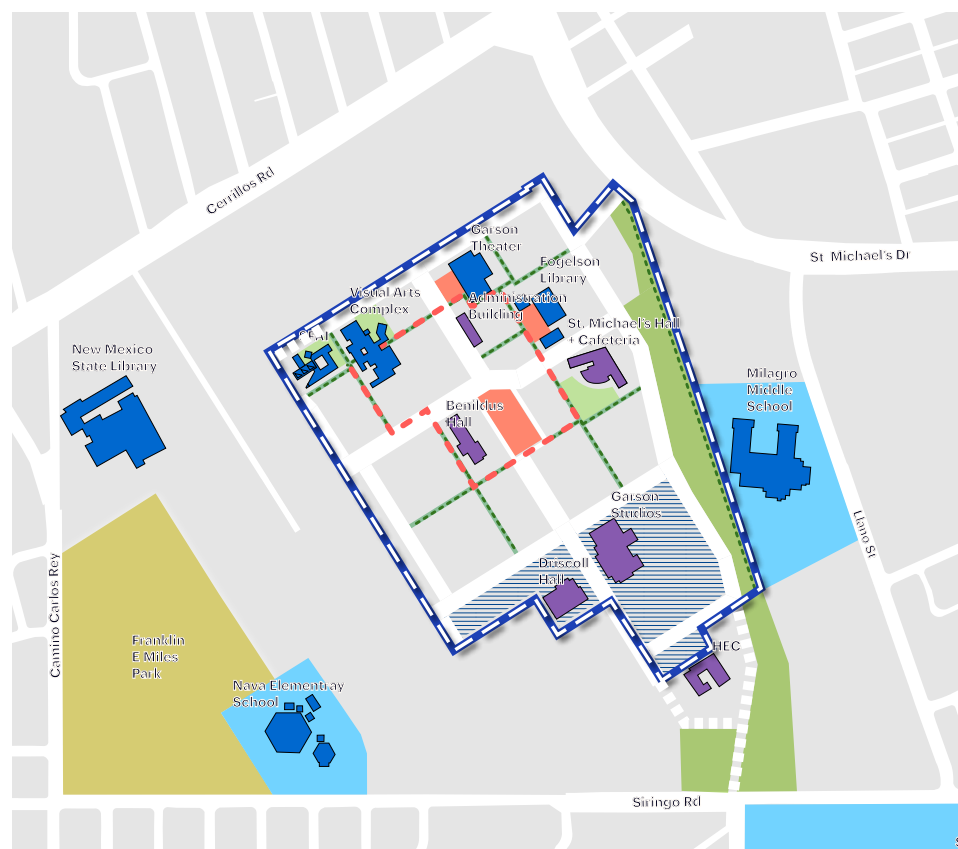 Cerrillos Rd
Garson
Theater
St Michael's Dr
Fogelson
Library
Visual Arts
Complex
Administration
Building
St. Michael's Hall
+ Cafeteria
New Mexico
State Library
Milagro
Middle
School
Benildus
Hall
Garson
Studios
Llano St
Driscoll
Hall
Camino Carlos Rey
Franklin
E Miles
Park
HEC
Nava Elementray
School
Siringo Rd